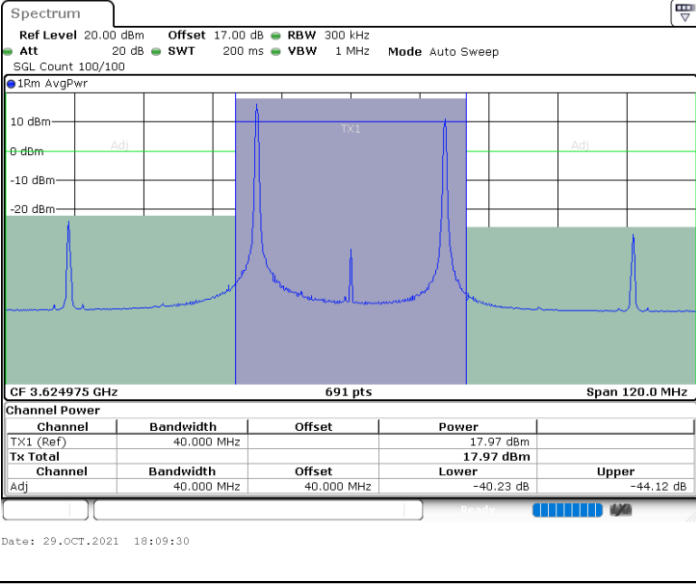 Spectrum
Ref Level 20.00 dBm Offset 17.00 dB RBW 300 kHz
Att 20 dB SWT 200 ms VBW 1 MHz Mode Auto Sweep
SGL Count 100/100
1Rm AvgPwr
10 dBm
TX1
Adj Adj
0 dBm
-10 dBm
-20 dBm
CF 3.624975 GHz 691 pts Span 120.0 MHz
Channel Power
Channel Bandwidth Offset Power
TX1 (Ref) 40.000 MHz 17.97 dBm
Tx Total 17.97 dBm
Channel Bandwidth Offset Lower Upper
Adj 40.000 MHz 40.000 MHz -40.23 dB -44.12 dB
Ready
Date: 29.OCT.2021 18:09:30